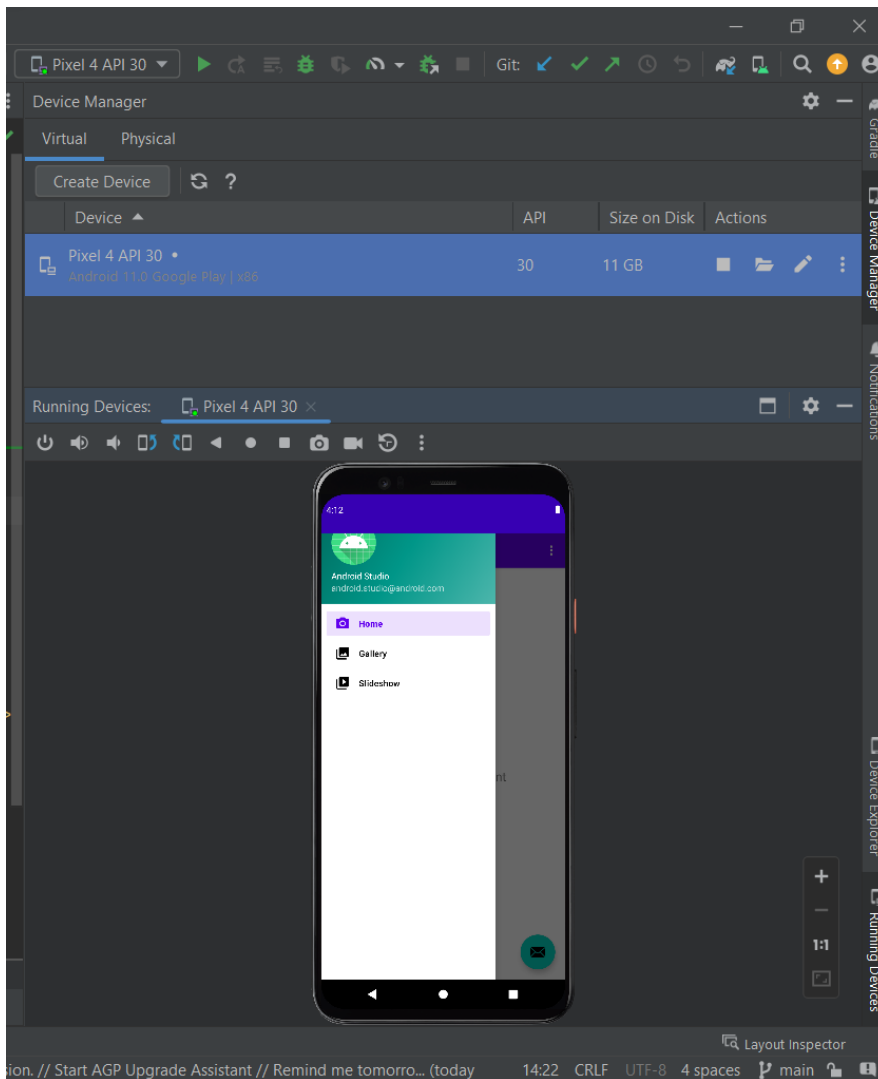 Pixel 4 API 30
Git:
Device Manager
Virtual Physical
Create Device ?
Device API Size on Disk Actions
Pixel 4 API 30 30 11 GB
Android 11.0 Google Play | x86
Running Devices: Pixel 4 API 30
4:12
Android Studio
android.studio@android.com
Home
Gallery
Slideshow
nt
1:1
Layout Inspector
sion. // Start AGP Upgrade Assistant // Remind me tomorro... (today 14:22 CRLF UTF-8 4 spaces main
Gradle
Device Manager
Notifications
Device Explorer
Running Devices